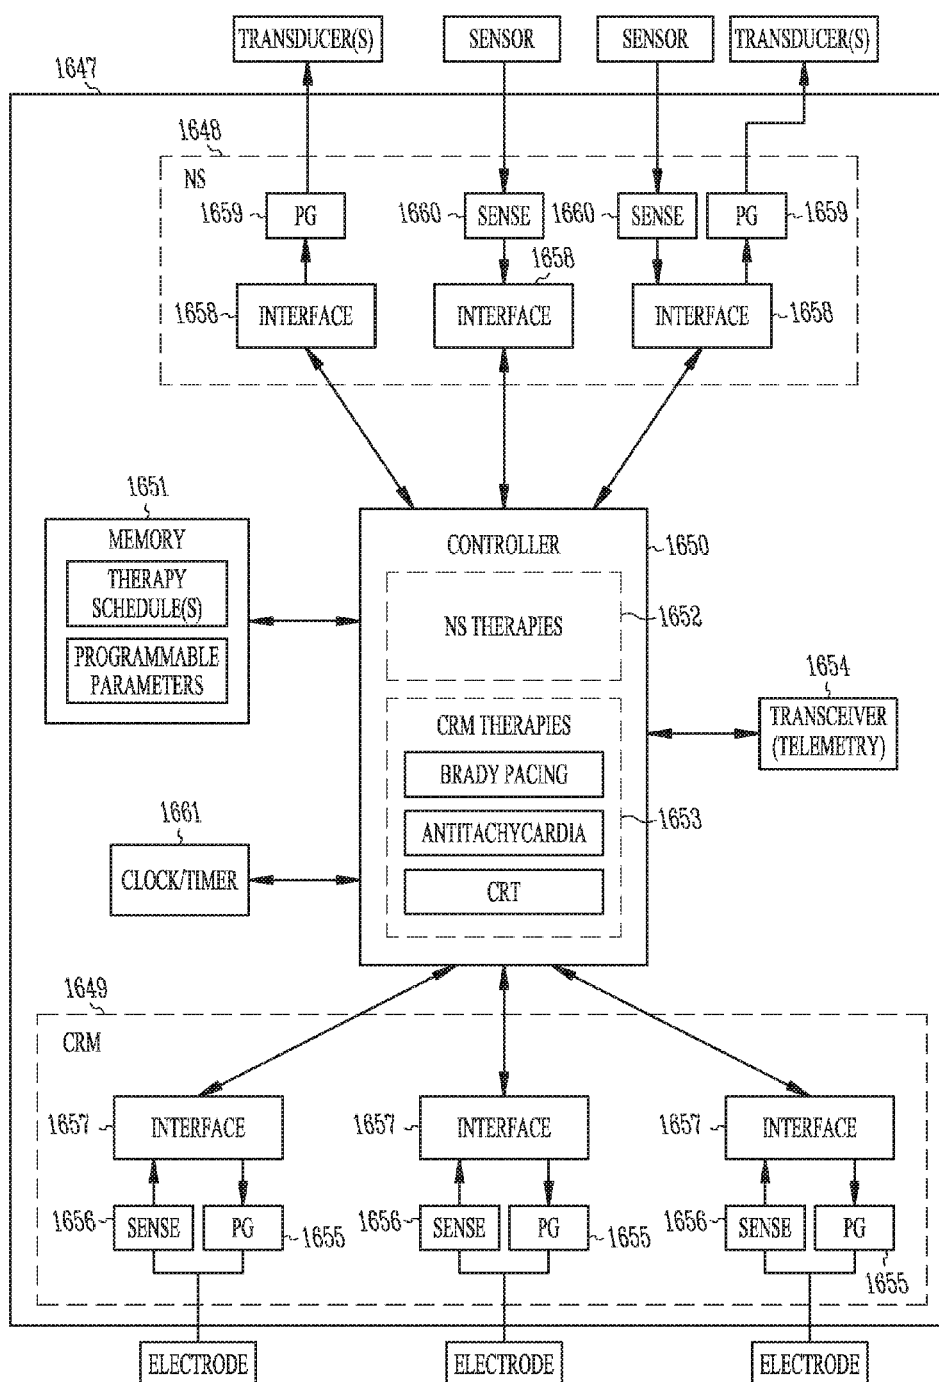 TRANSDUCER(S)
SENSOR
SENSOR
TRANSDUCER(S)
1647
1648
NS
1659
PG
1660
SENSE
1660
SENSE
PG
1659
1658
1658
INTERFACE
INTERFACE
INTERFACE
1658
1651
MEMORY
THERAPY
SCHEDULE(S)
PROGRAMMABLE
PARAMETERS
CONTROLLER
1650
NS THERAPIES
1652
1654
TRANSCEIVER
(TELEMETRY)
CRM THERAPIES
BRADY PACING
ANTITACHYCARDIA
1653
CRT
1661
CLOCK/TIMER
1649
CRM
1657
INTERFACE
1657
INTERFACE
1657
INTERFACE
1656
SENSE
PG
1655
1656
SENSE
PG
1655
1656
SENSE
PG
1655
ELECTRODE
ELECTRODE
ELECTRODE